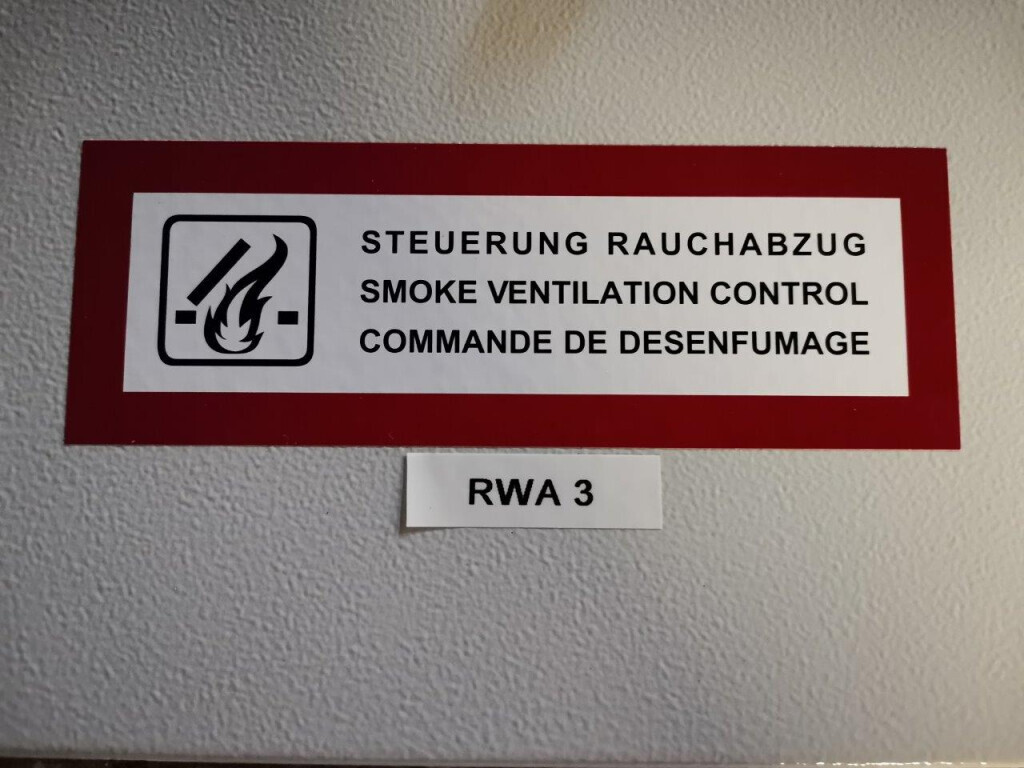 STEUERUNG RAUCHABZUG
SMOKE VENTILATION CONTROL
COMMANDE DE DESENFUMAGE
RWA 3